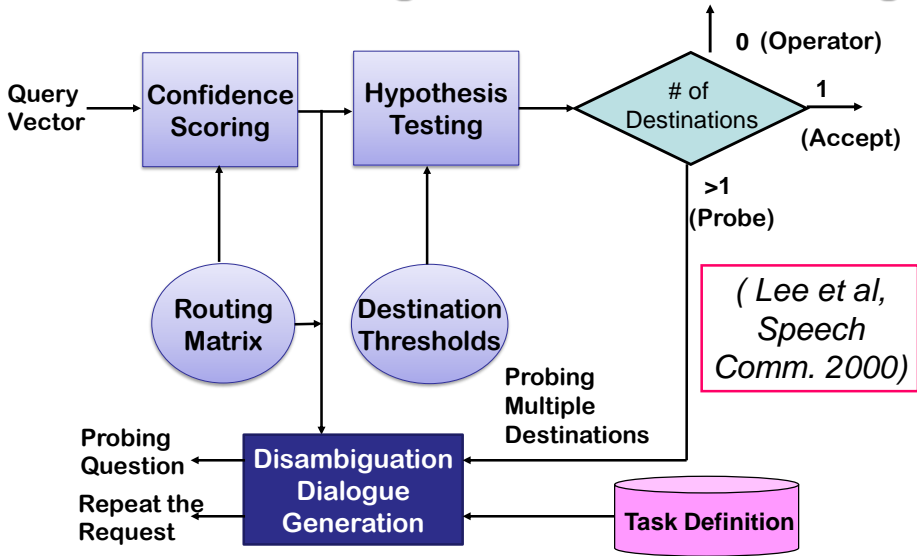 0 (Operator)
Query
Vector
Confidence
Scoring
Hypothesis
Testing
# of
Destinations
1
(Accept)
>1
(Probe)
Routing
Matrix
Destination
Thresholds
( Lee et al,
Speech
Comm. 2000)
Probing
Multiple
Destinations
Probing
Question
Repeat the
Request
Disambiguation
Dialogue
Generation
Task Definition